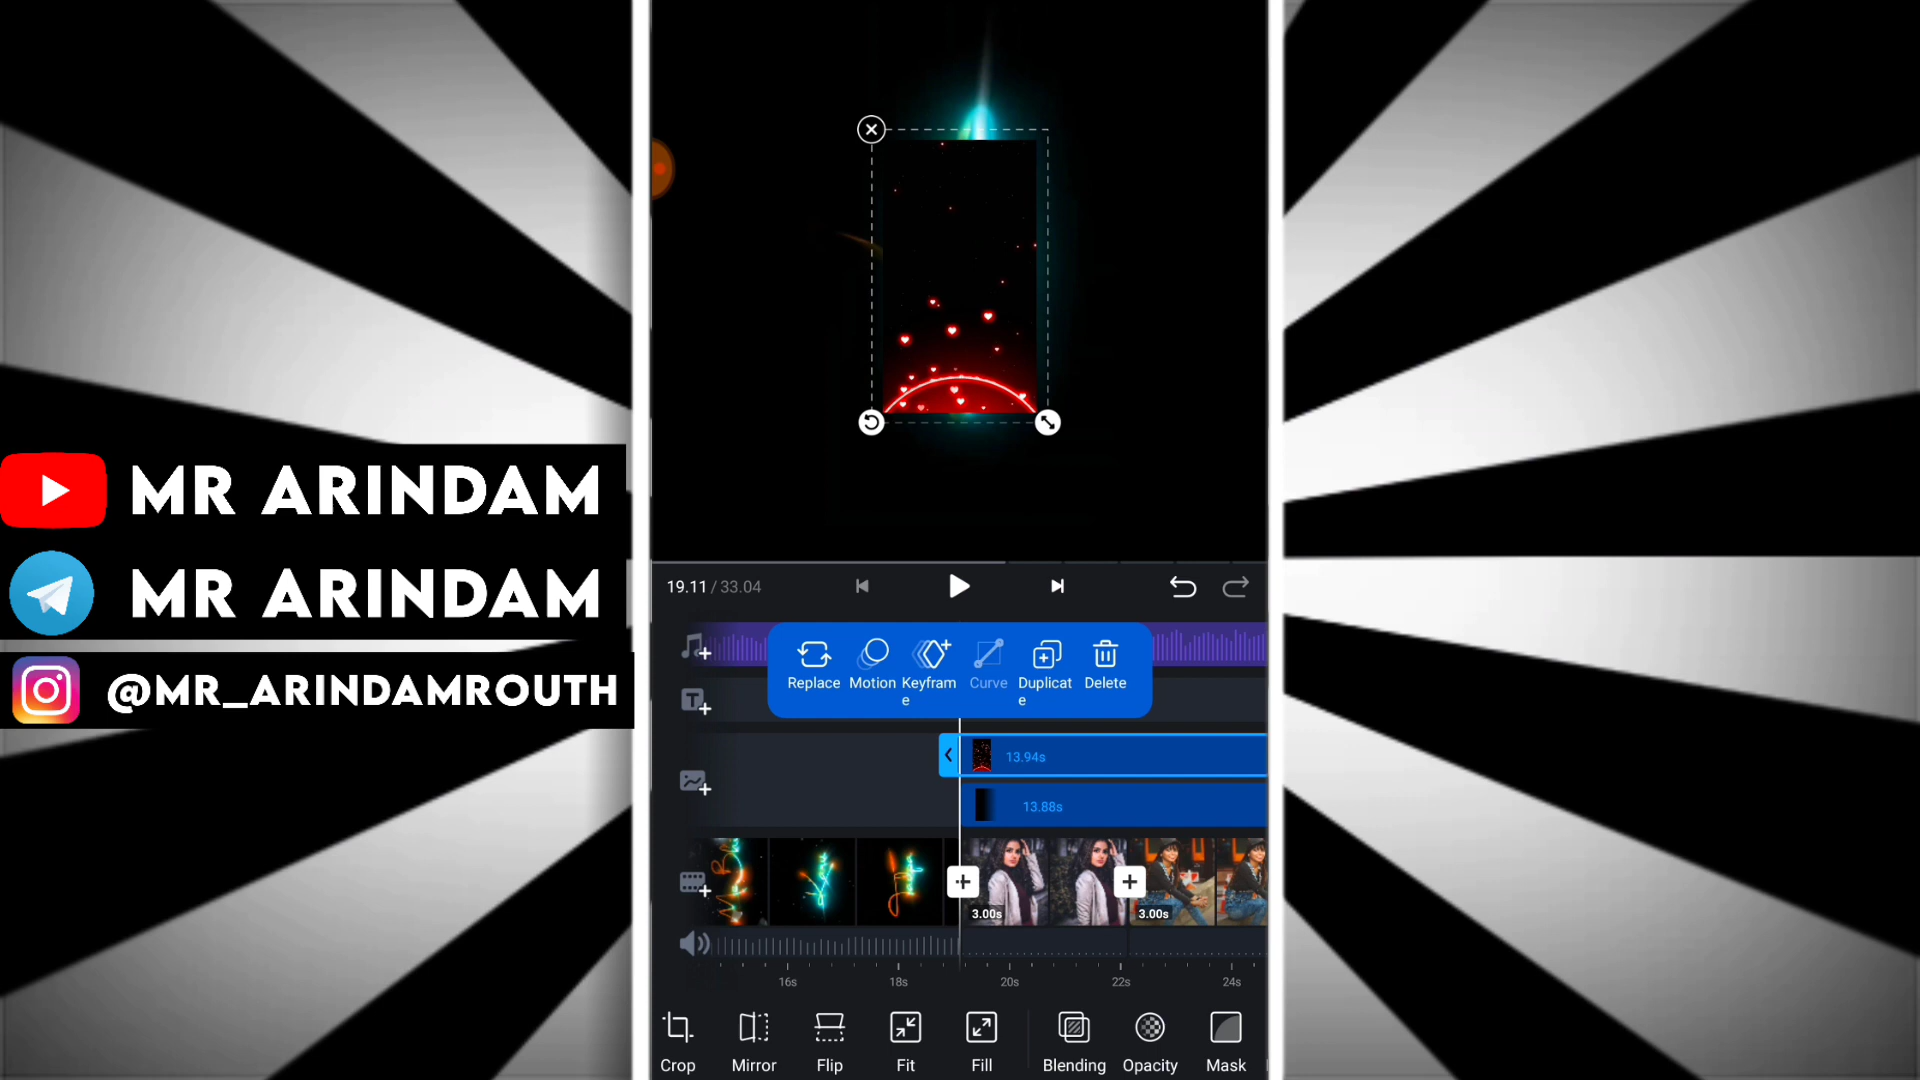 MR ARINDAM
MR ARINDAM
@MR_ARINDAMROUTH
19.11 / 33.04
Replace
Motion
Keyfram
e
Curve
Duplicat
e
Delete
13.94s
13.88s
3.00s
3.00s
16s
18s
20s
22s
24s
Crop
Mirror
Flip
Fit
Fill
Blending
Opacity
Mask